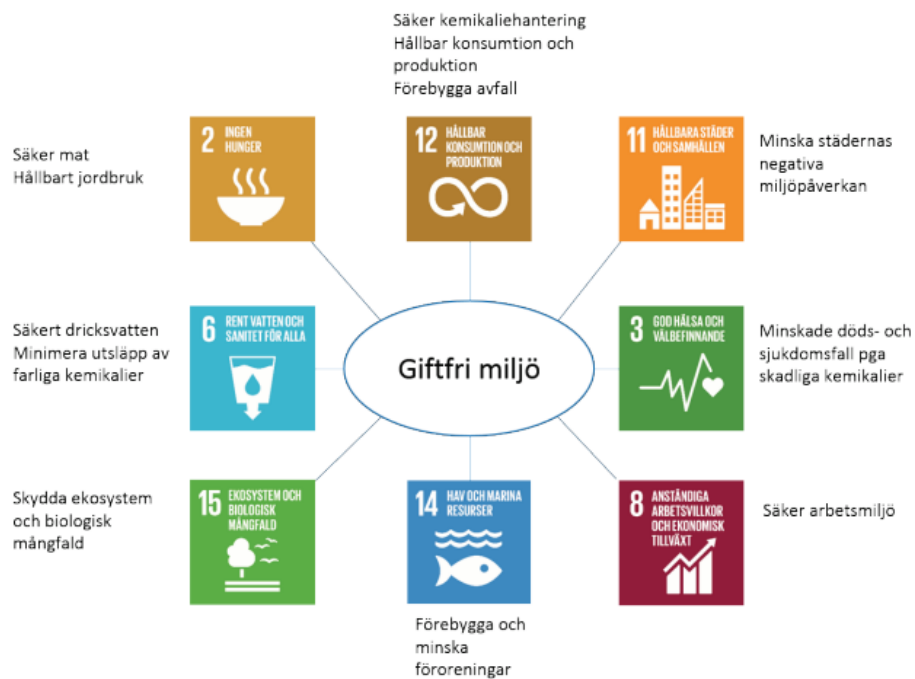 Säker kemikaliehantering
Hållbar konsumtion och
produktion
Förebygga avfall
Säker mat
Hållbart jordbruk
2 INGEN
HUNGER
12 HÅLLBAR
KONSUMTION OCH
PRODUKTION
11 HÅLLBARA STÄDER
OCH SAMHÄLLEN
Minska städernas
negativa
miljöpåverkan
Säkert dricksvatten
Minimera utsläpp av
farliga kemikalier
6 RENT VATTEN OCH
SANITET FÖR ALLA
Giftfri miljö
3 GOD HÄLSA OCH
VÄLBEFINNANDE
Minskade döds- och
sjukdomsfall pga
skadliga kemikalier
Skydda ekosystem
och biologisk
mångfald
15 EKOSYSTEM OCH
BIOLOGISK
MÅNGFALD
14 HAV OCH MARINA
RESURSER
8 ANSTÄNDIGA
ARBETSVILLKOR
OCH EKONOMISK
TILLVÄXT
Säker arbetsmiljö
Förebygga och
minska
föroreningar